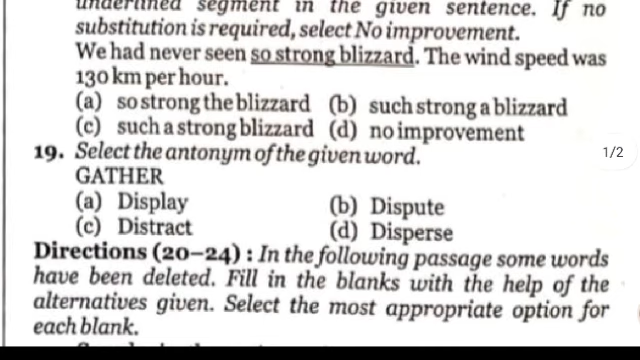 underlined segment in the given sentence. If no
substitution is required, select No improvement.
We had never seen so strong blizzard. The wind speed was
130 km per hour.
(a) so strong the blizzard (b) such strong a blizzard
(c) such a strong blizzard (d) no improvement
19. Select the antonym of the given word.
1/2
GATHER
(a) Display (b) Dispute
(c) Distract (d) Disperse
Directions (20–24) : In the following passage some words
have been deleted. Fill in the blanks with the help of the
alternatives given. Select the most appropriate option for
each blank.